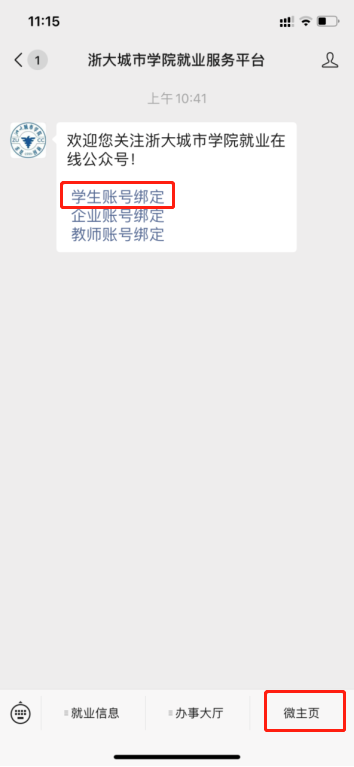 11:15
1
浙大城市学院就业服务平台
上午10:41
欢迎您关注浙大城市学院就业在
线公众号！
学生账号绑定
企业账号绑定
教师账号绑定
就业信息
办事大厅
微主页